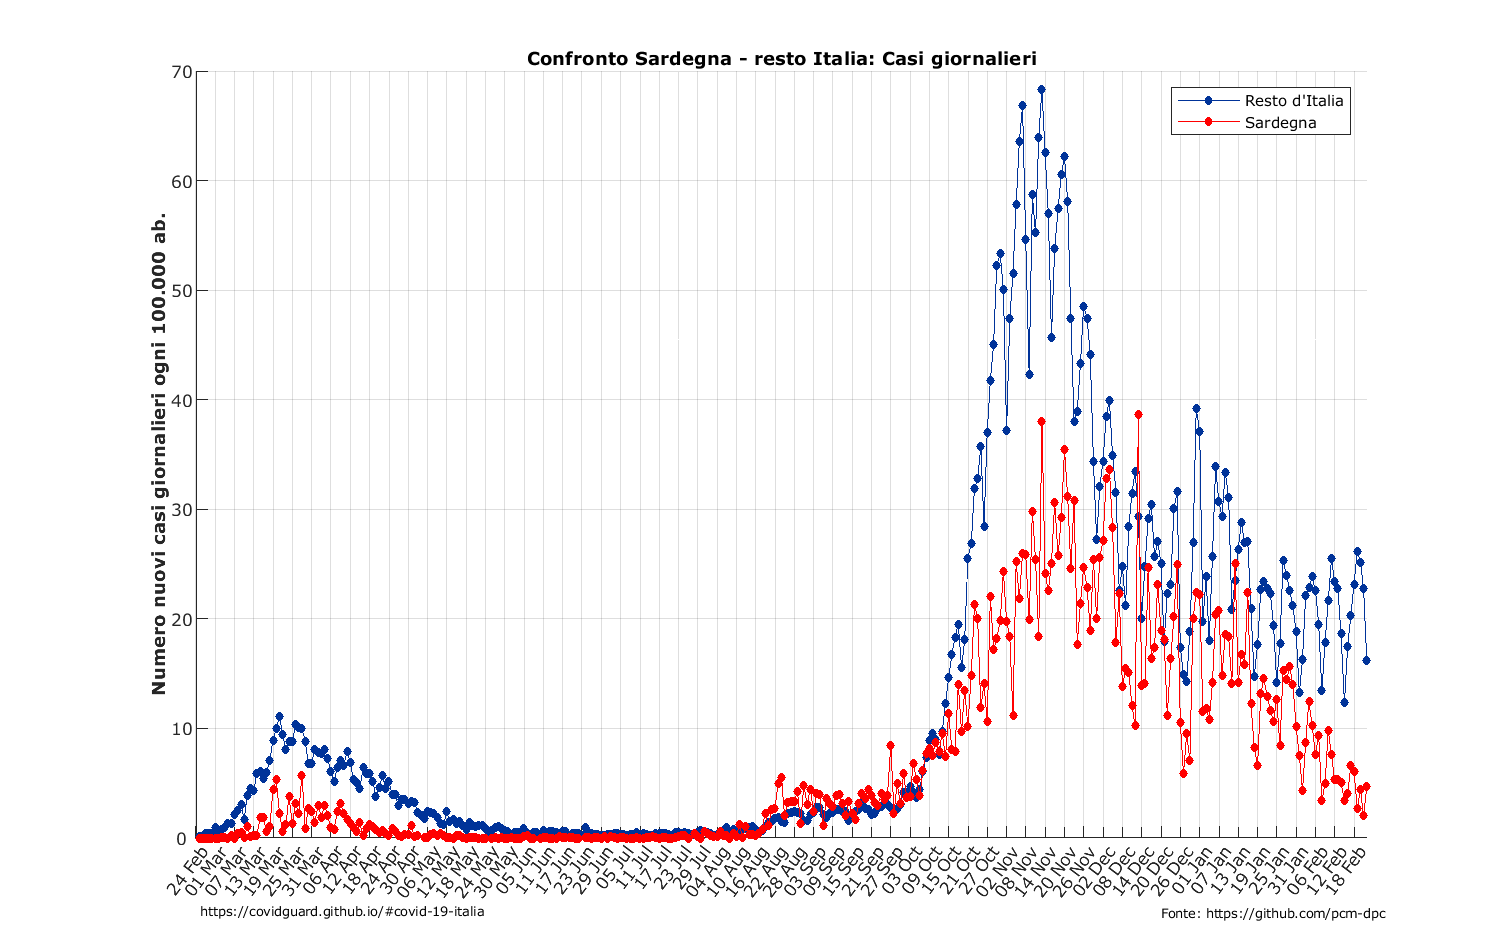 Confronto Sardegna - resto Italia: Casi giornalieri
Resto d'Italia
Sardegna
Numero nuovi casi giornalieri ogni 100.000 ab.
70
60
50
40
30
20
10
0
24 Feb
01 Mar
07 Mar
13 Mar
19 Mar
25 Mar
31 Mar
06 Apr
12 Apr
18 Apr
24 Apr
30 Apr
06 May
12 May
18 May
24 May
30 May
05 Jun
11 Jun
17 Jun
23 Jun
29 Jun
05 Jul
11 Jul
17 Jul
23 Jul
29 Jul
04 Aug
10 Aug
16 Aug
22 Aug
28 Aug
03 Sep
09 Sep
15 Sep
21 Sep
27 Sep
03 Oct
09 Oct
15 Oct
21 Oct
27 Oct
02 Nov
08 Nov
14 Nov
20 Nov
26 Nov
02 Dec
08 Dec
14 Dec
20 Dec
26 Dec
01 Jan
07 Jan
13 Jan
19 Jan
25 Jan
31 Jan
06 Feb
12 Feb
18 Feb
https://covidguard.github.io/#covid-19-italia
Fonte: https://github.com/pcm-dpc